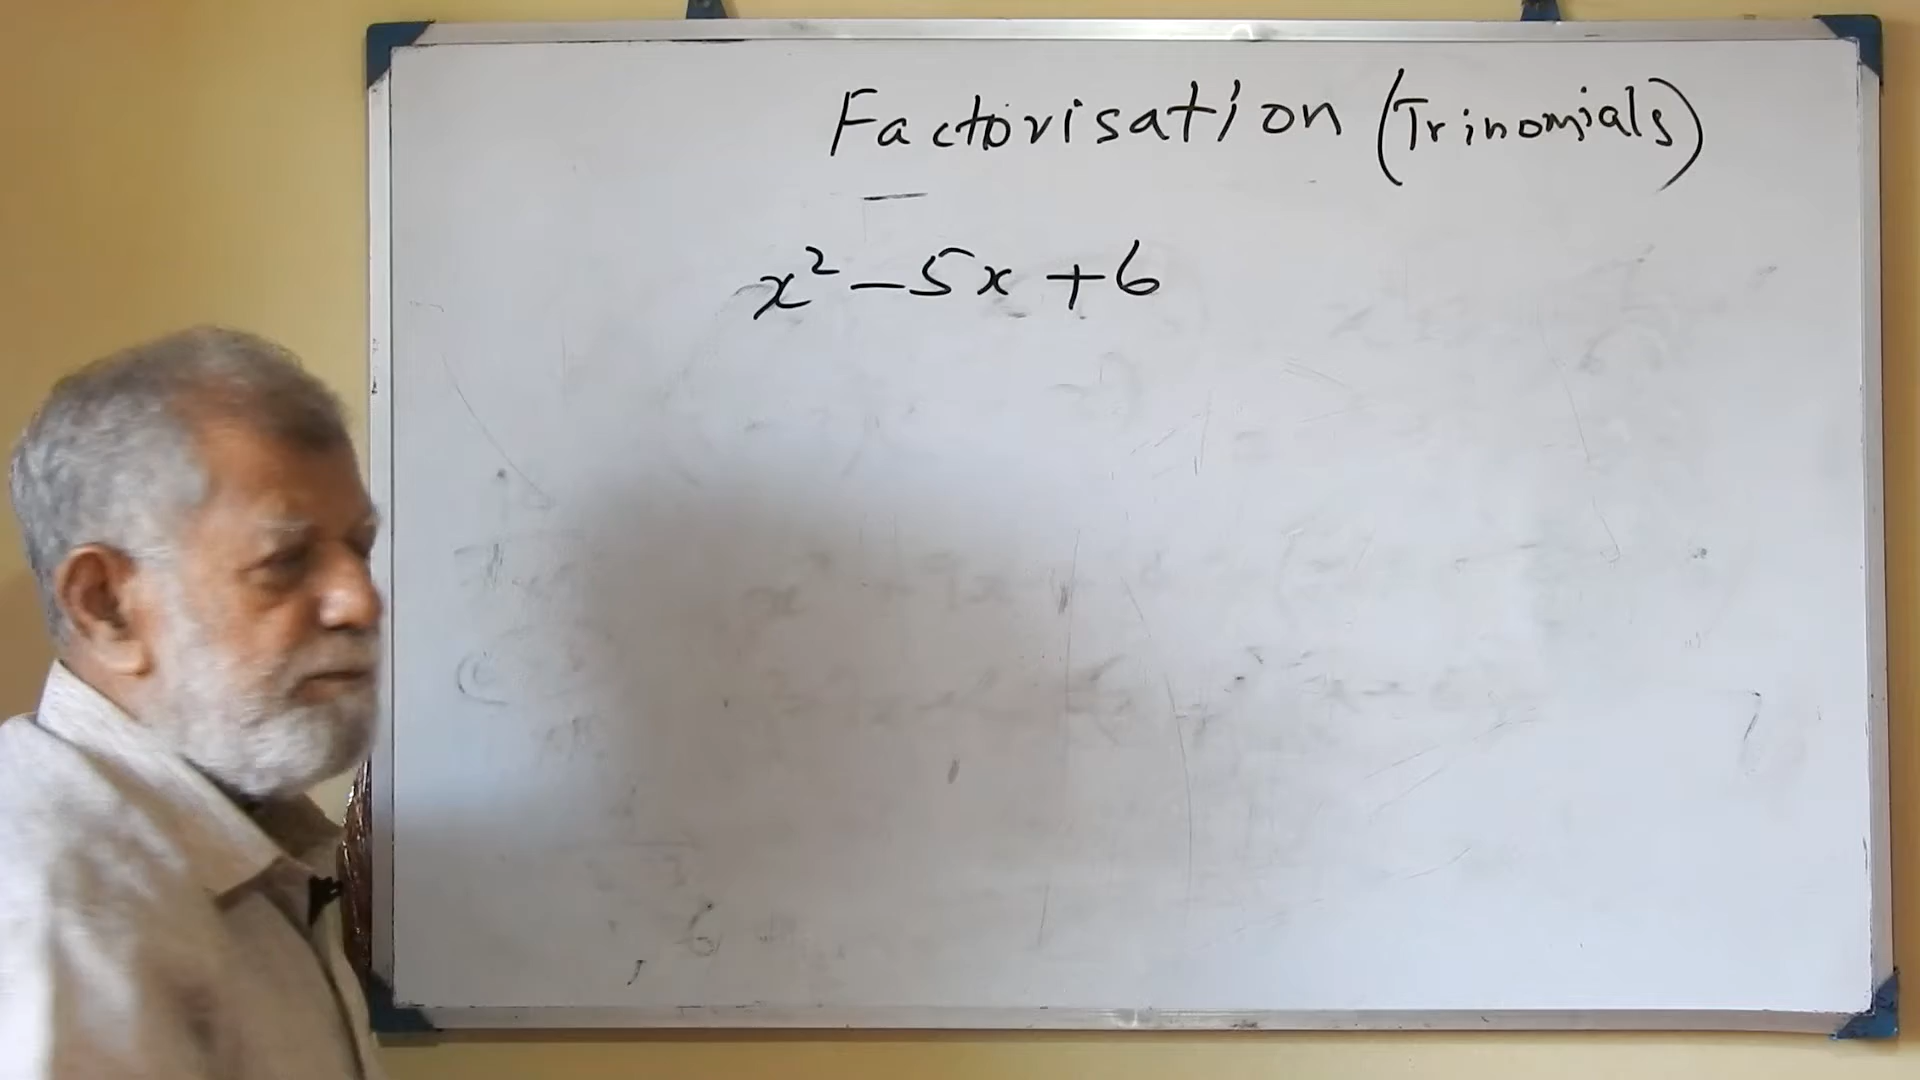 Factorisation (Trinomials)
x² - 5x + 6